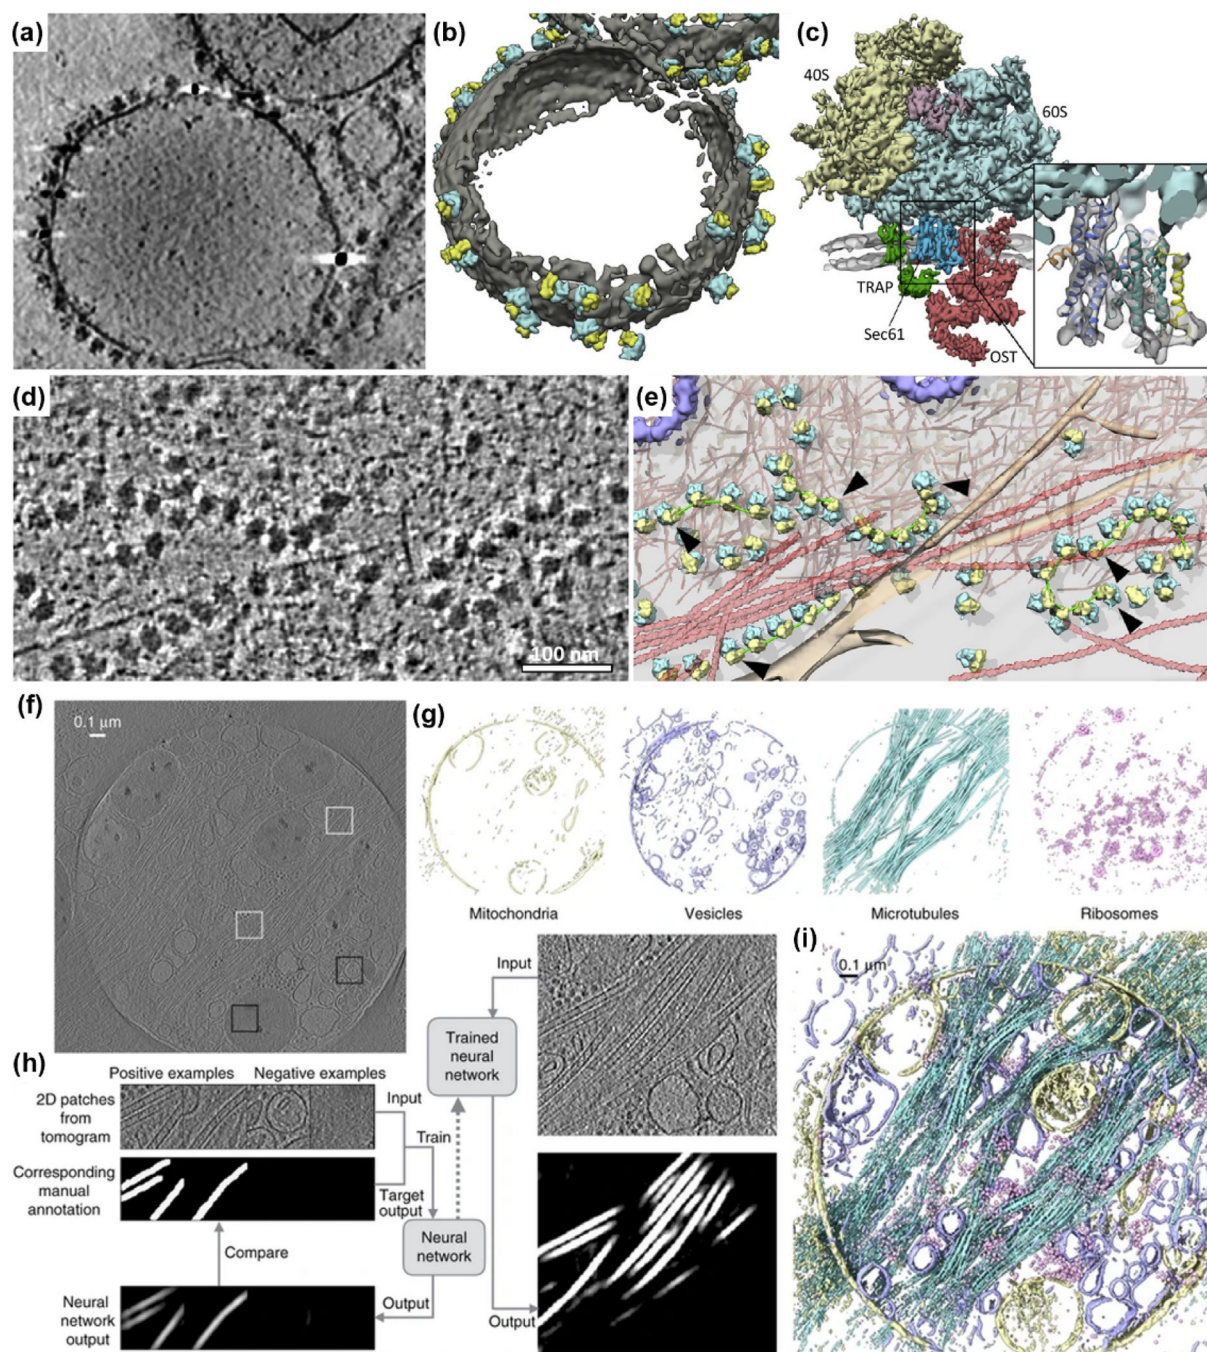 (a)
(b)
(c)
40S
60S
TRAP
Sec61
OST
(d)
100 nm
(e)
(f)
0.1 μm
(g)
Mitochondria
Vesicles
Microtubules
Ribosomes
(h)
Positive examples
Negative examples
2D patches
from
tomogram
Input
Train
Corresponding
manual
annotation
Target
output
Compare
Neural
network
Neural
network
output
Output
Input
Trained
neural
network
Output
(i)
0.1 μm